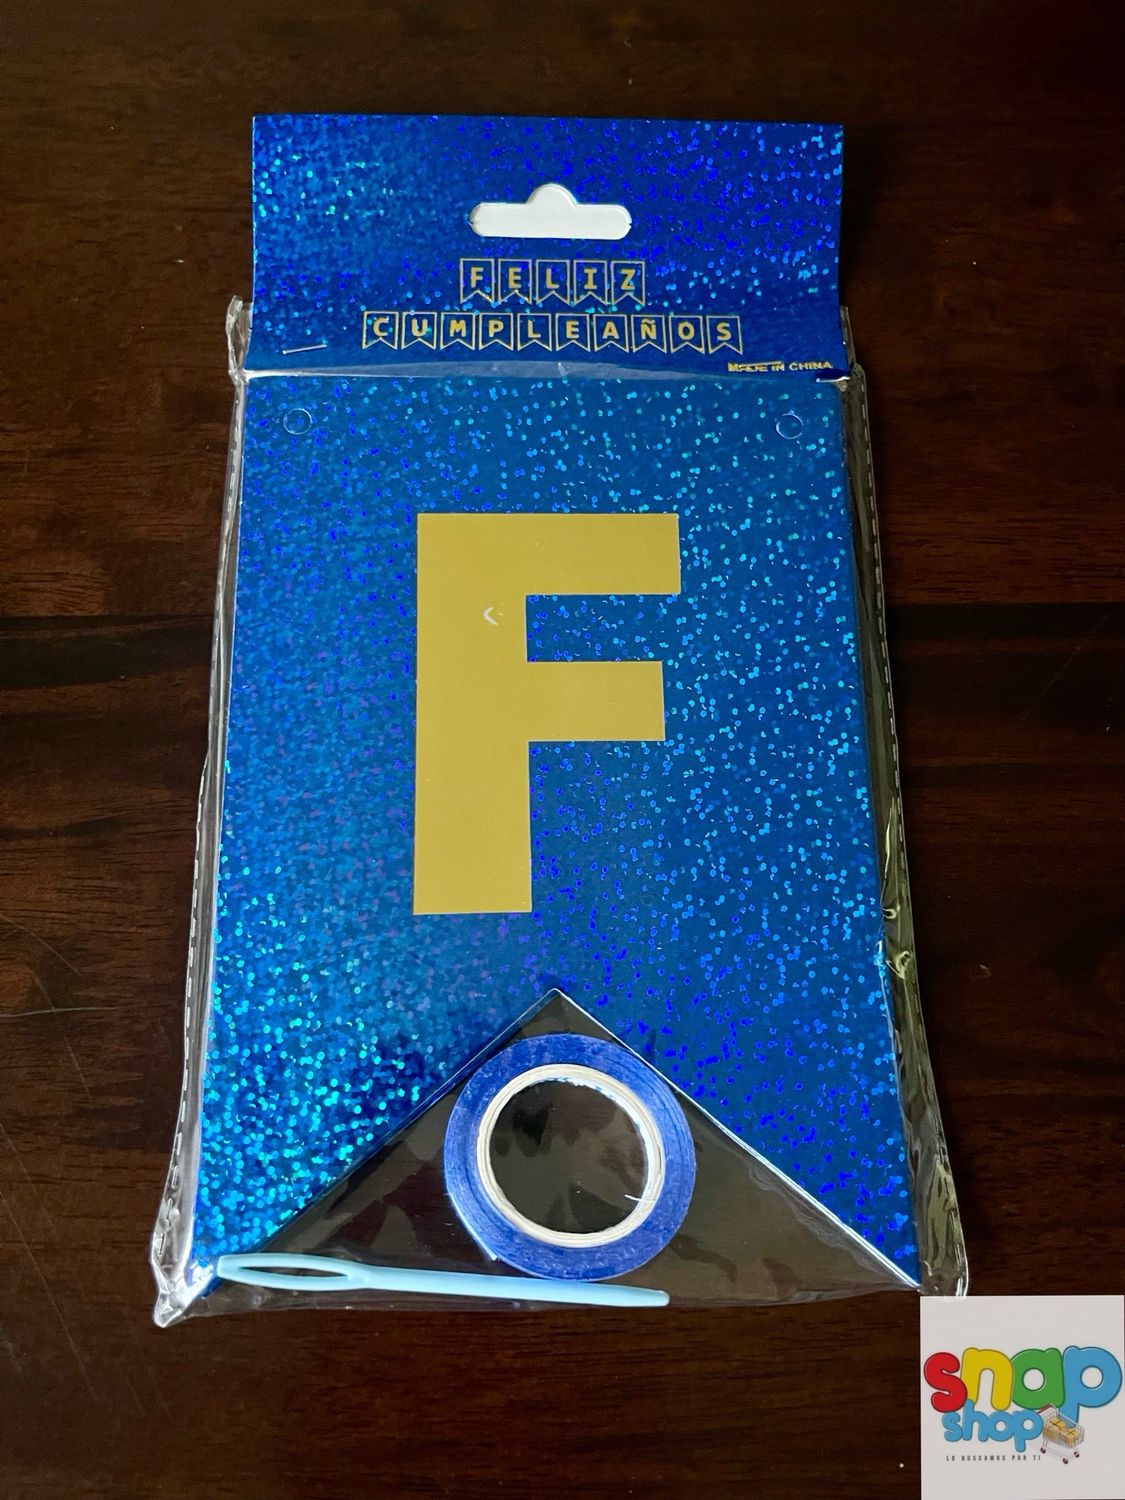 FELIZ
CUMPLEAÑOS
MADE IN CHINA
F
snap
shop
LO BUSCAMOS POR TI